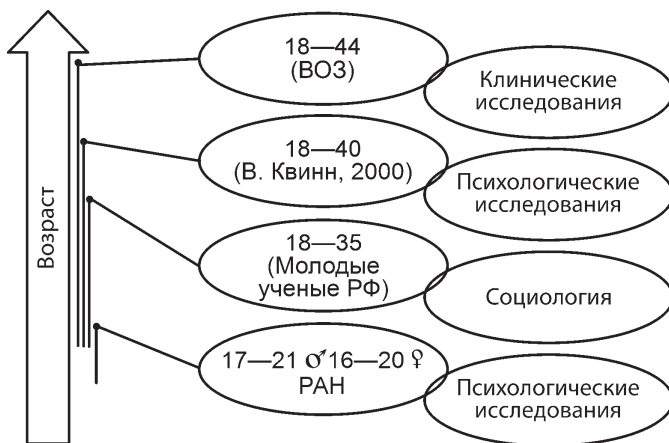 Возраст
18—44
(ВОЗ)
Клинические
исследования
18—40
(В. Квинн, 2000)
Психологические
исследования
18—35
(Молодые
ученые РФ)
Социология
17—21 ♂ 16—20 ♀
РАН
Психологические
исследования